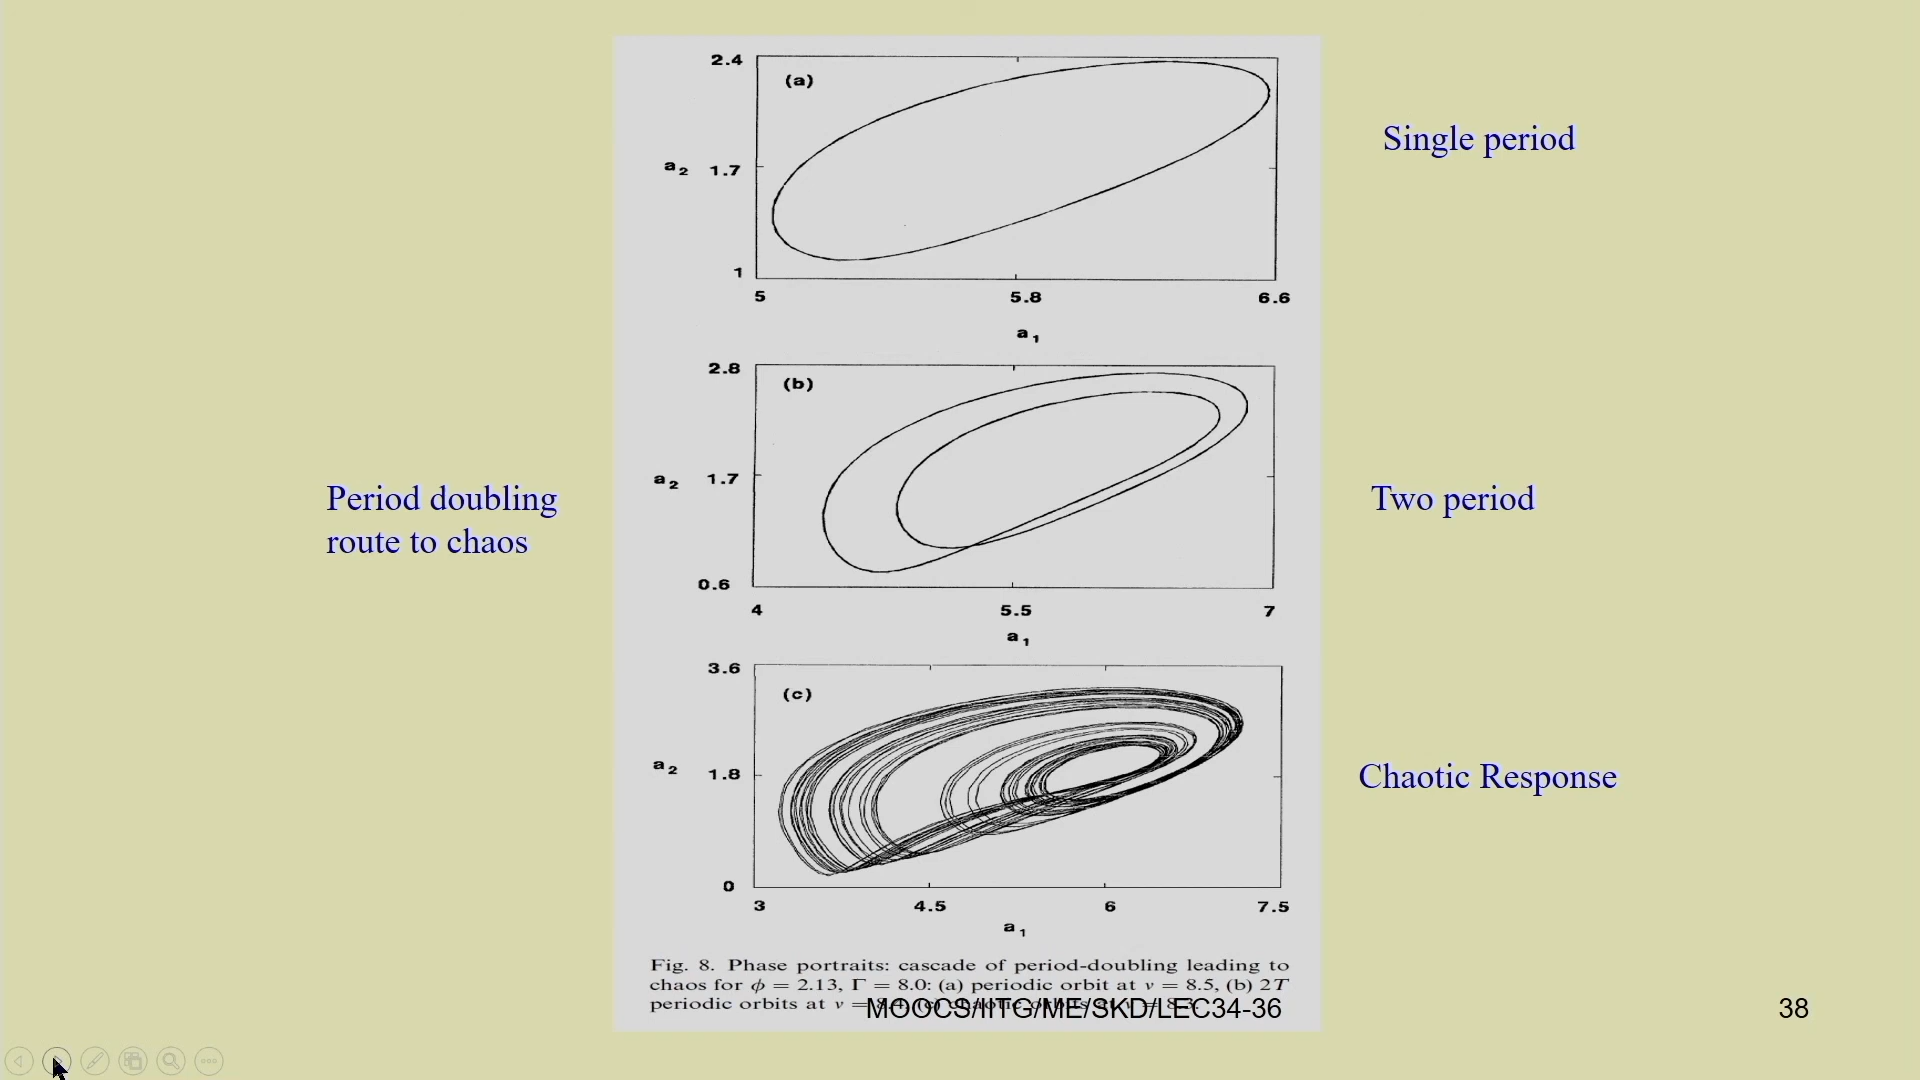 2.4
(a)
Single period
a2 1.7
1
5 5.8 6.6
a1
2.8
(b)
Period doubling
route to chaos
a2 1.7
Two period
0.6
4 5.5 7
a1
3.6
(c)
a2 1.8
Chaotic Response
0
3 4.5 6 7.5
a1
Fig. 8. Phase portraits: cascade of period-doubling leading to
chaos for ϕ = 2.13, Γ = 8.0: (a) periodic orbit at ν = 8.5, (b) 2T
periodic orbits at ν =
MOOCS/IITG/ME/SKD/LEC34-36
38